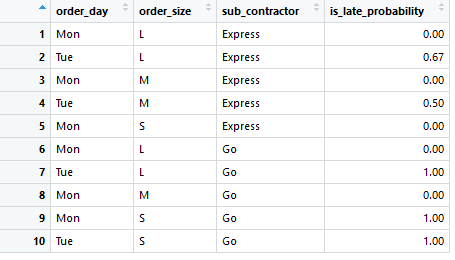 order_day order_size sub_contractor is_late_probability
1 Mon L Express 0.00
2 Tue L Express 0.67
3 Mon M Express 0.00
4 Tue M Express 0.50
5 Mon S Express 0.00
6 Mon L Go 0.00
7 Tue L Go 1.00
8 Mon M Go 0.00
9 Mon S Go 1.00
10 Tue S Go 1.00